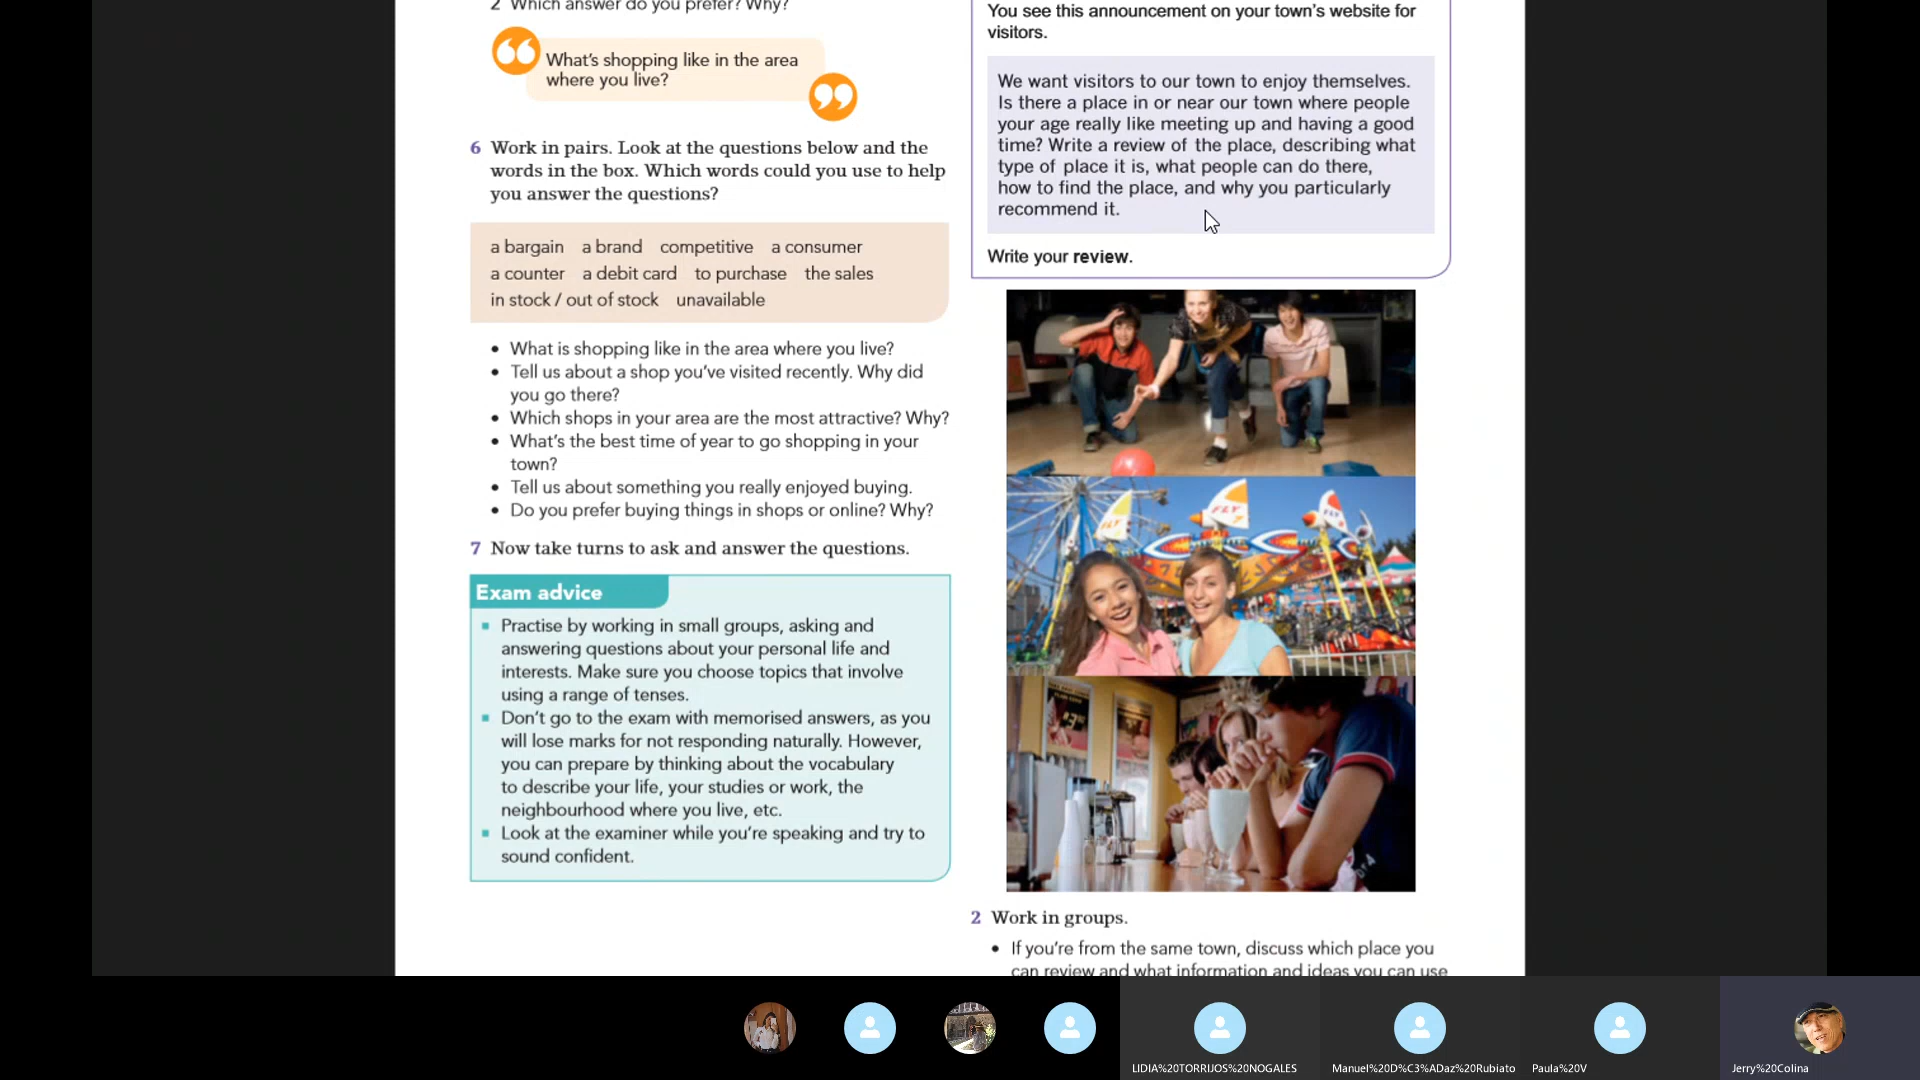 2 Which answer do you prefer? Why?
What's shopping like in the area
where you live?
6 Work in pairs. Look at the questions below and the
words in the box. Which words could you use to help
you answer the questions?
a bargain a brand competitive a consumer
a counter a debit card to purchase the sales
in stock / out of stock unavailable
• What is shopping like in the area where you live?
• Tell us about a shop you've visited recently. Why did
you go there?
• Which shops in your area are the most attractive? Why?
• What's the best time of year to go shopping in your
town?
• Tell us about something you really enjoyed buying.
• Do you prefer buying things in shops or online? Why?
7 Now take turns to ask and answer the questions.
Exam advice
Practise by working in small groups, asking and
answering questions about your personal life and
interests. Make sure you choose topics that involve
using a range of tenses.
Don't go to the exam with memorised answers, as you
will lose marks for not responding naturally. However,
you can prepare by thinking about the vocabulary
to describe your life, your studies or work, the
neighbourhood where you live, etc.
Look at the examiner while you're speaking and try to
sound confident.
You see this announcement on your town's website for
visitors.
We want visitors to our town to enjoy themselves.
Is there a place in or near our town where people
your age really like meeting up and having a good
time? Write a review of the place, describing what
type of place it is, what people can do there,
how to find the place, and why you particularly
recommend it.
Write your review.
FLY
FLY
2 Work in groups.
• If you're from the same town, discuss which place you
can review and what information and ideas you can use
LIDIA%20TORRIJOS%20NOGALES
Manuel%20D%C3%ADaz%20Rubiato
Paula%20V
Jerry%20Colina